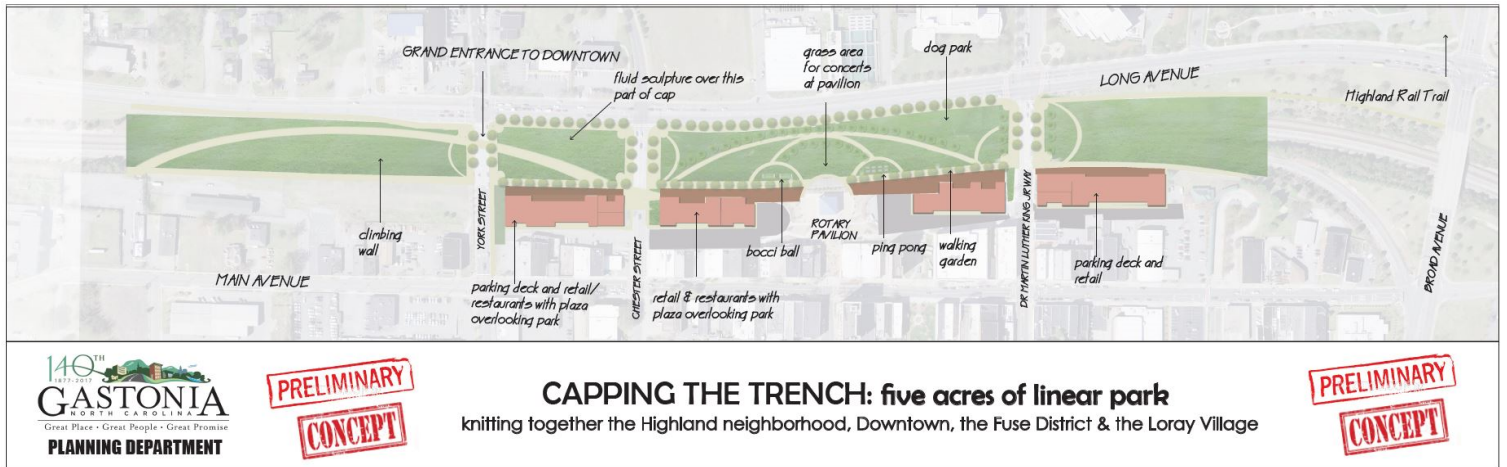 GRAND ENTRANCE TO DOWNTOWN
fluid sculpture over this
part of cap
grass area
for concerts
at pavilion
dog park
LONG AVENUE
Highland Rail Trail
climbing
wall
YORK STREET
MAIN AVENUE
parking deck and retail/
restaurants with plaza
overlooking park
CHESTER STREET
retail & restaurants with
plaza overlooking park
bocci ball
ROTARY
PAVILION
ping pong
walking
garden
DR MARTIN LUTHER KING JR WAY
parking deck and
retail
BROAD AVENUE
140TH
1877-2017
GASTONIA
NORTH CAROLINA
Great Place • Great People • Great Promise
PLANNING DEPARTMENT
PRELIMINARY
CONCEPT
CAPPING THE TRENCH: five acres of linear park
knitting together the Highland neighborhood, Downtown, the Fuse District & the Loray Village
PRELIMINARY
CONCEPT